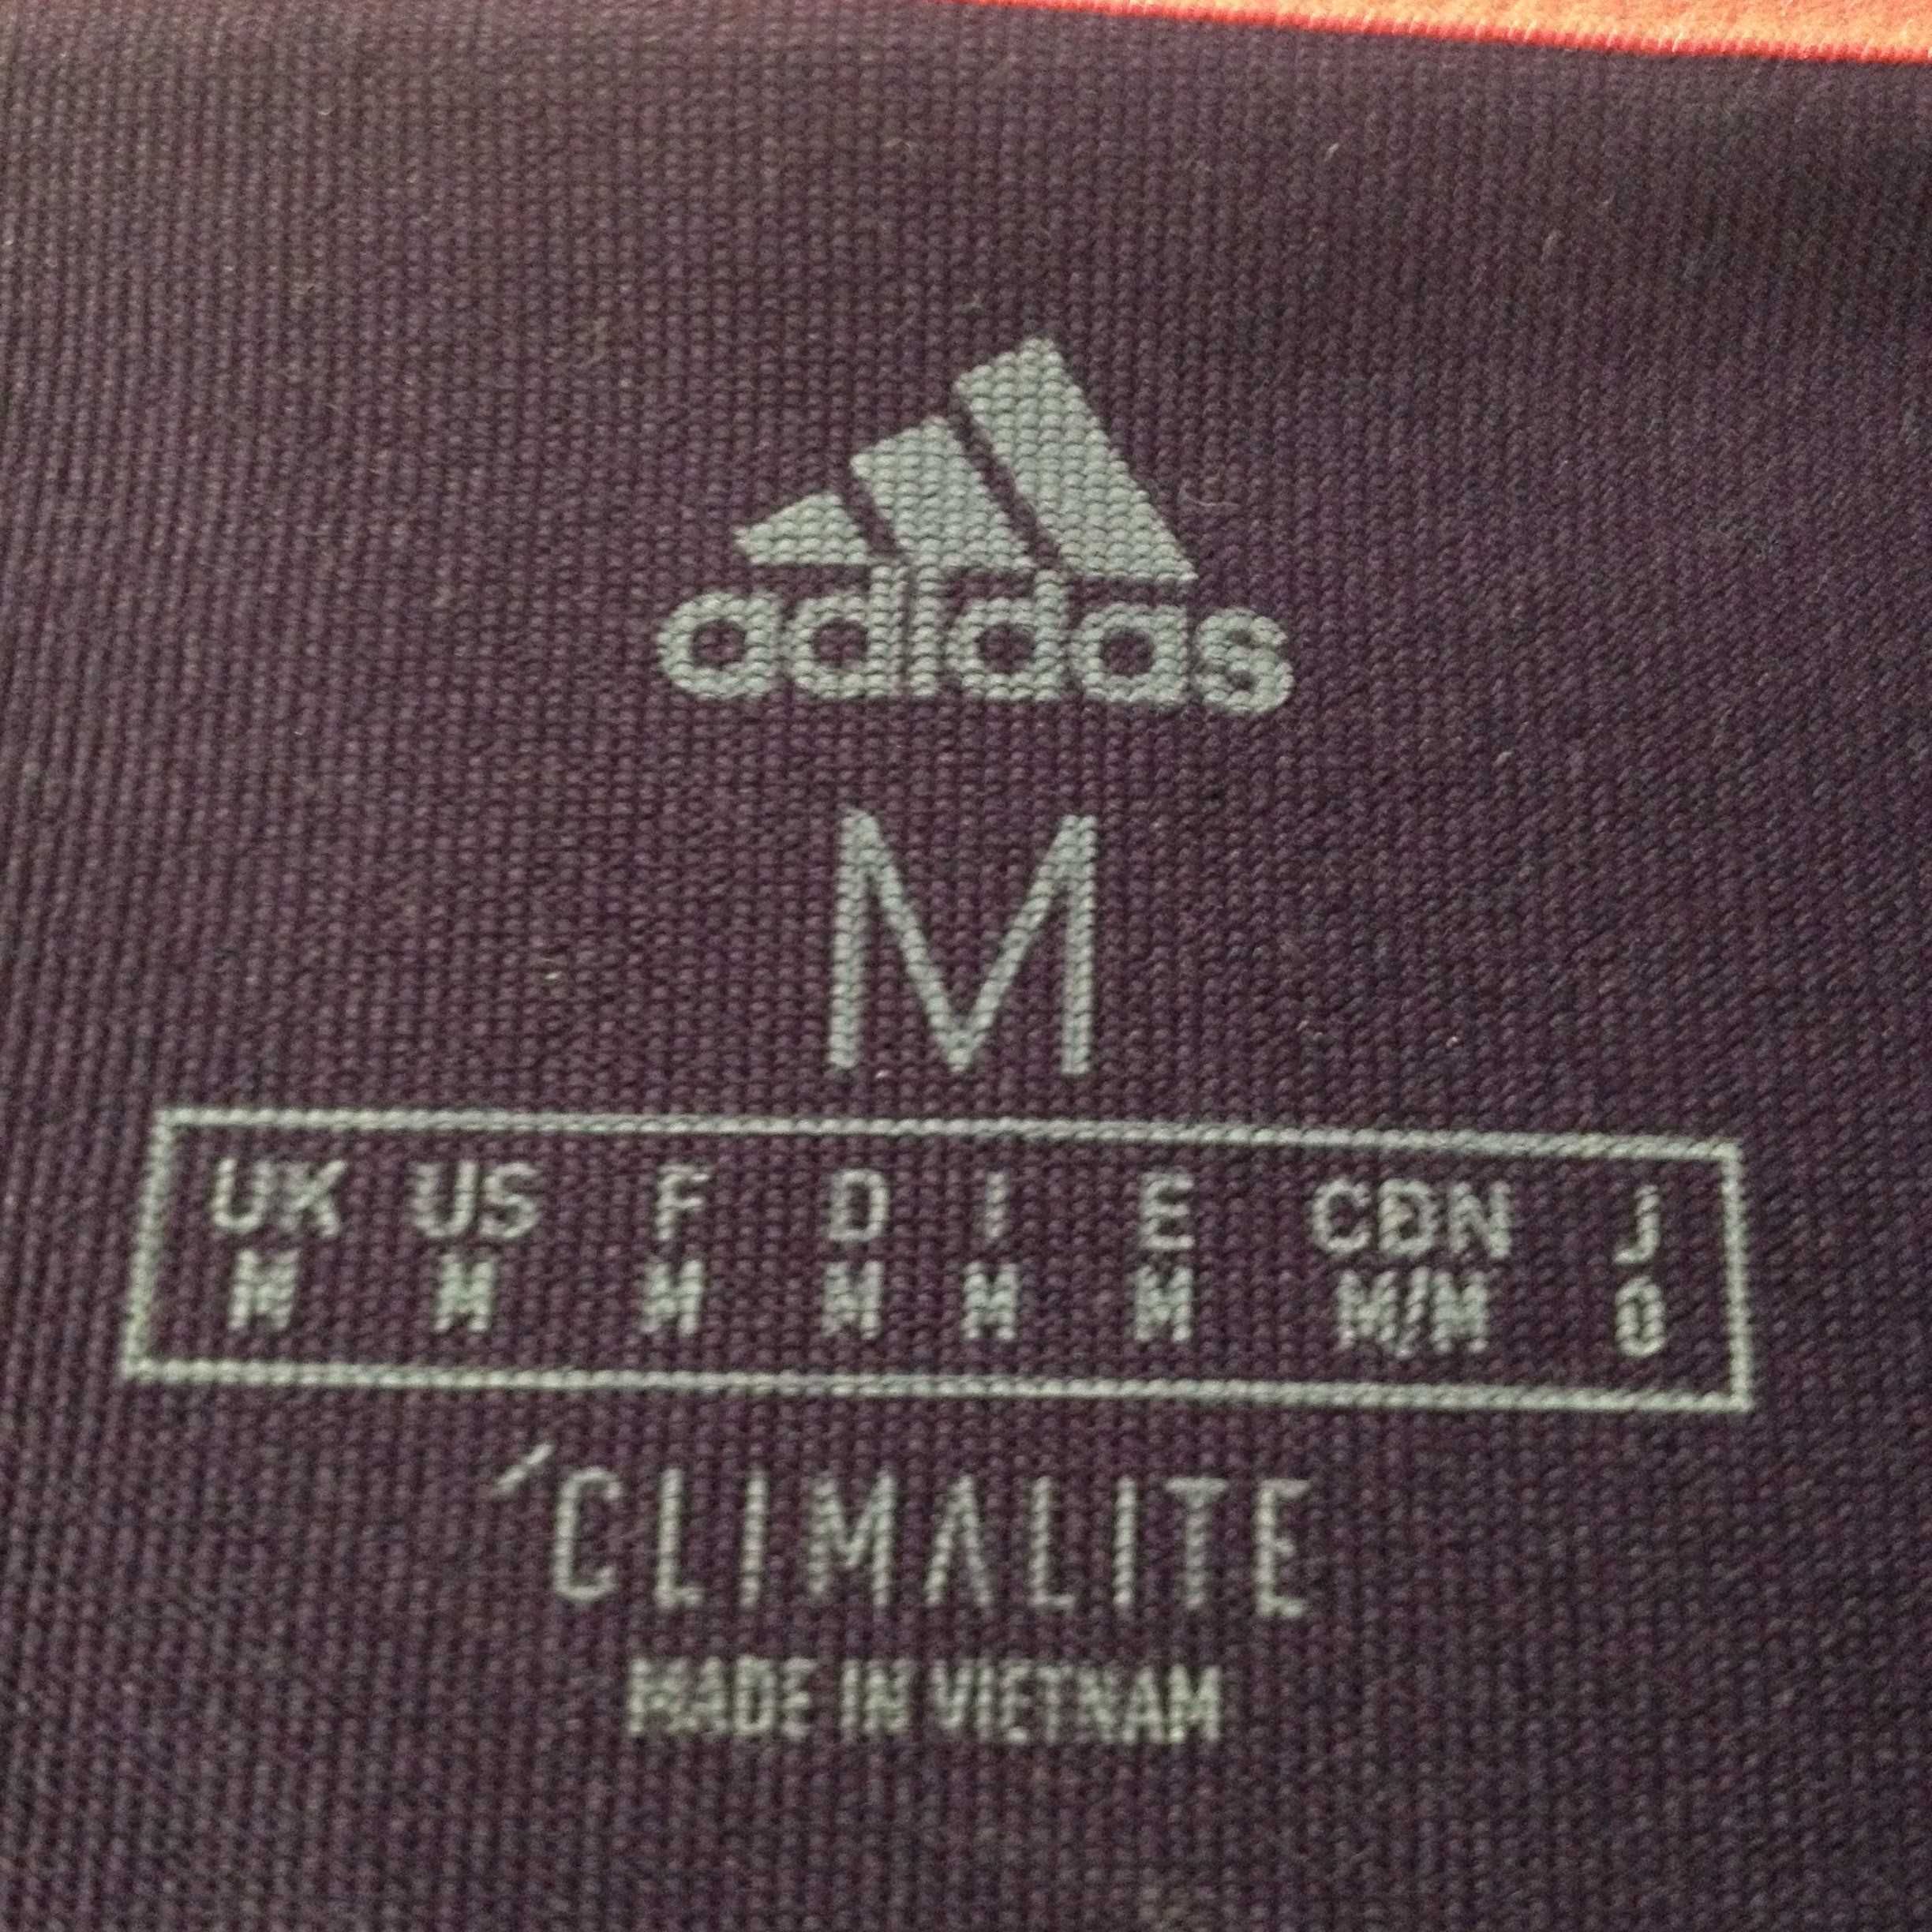 adidas
M
UK US F D I E CDN J
M M M M M M M/M O
´CLIMALITE
MADE IN VIETNAM